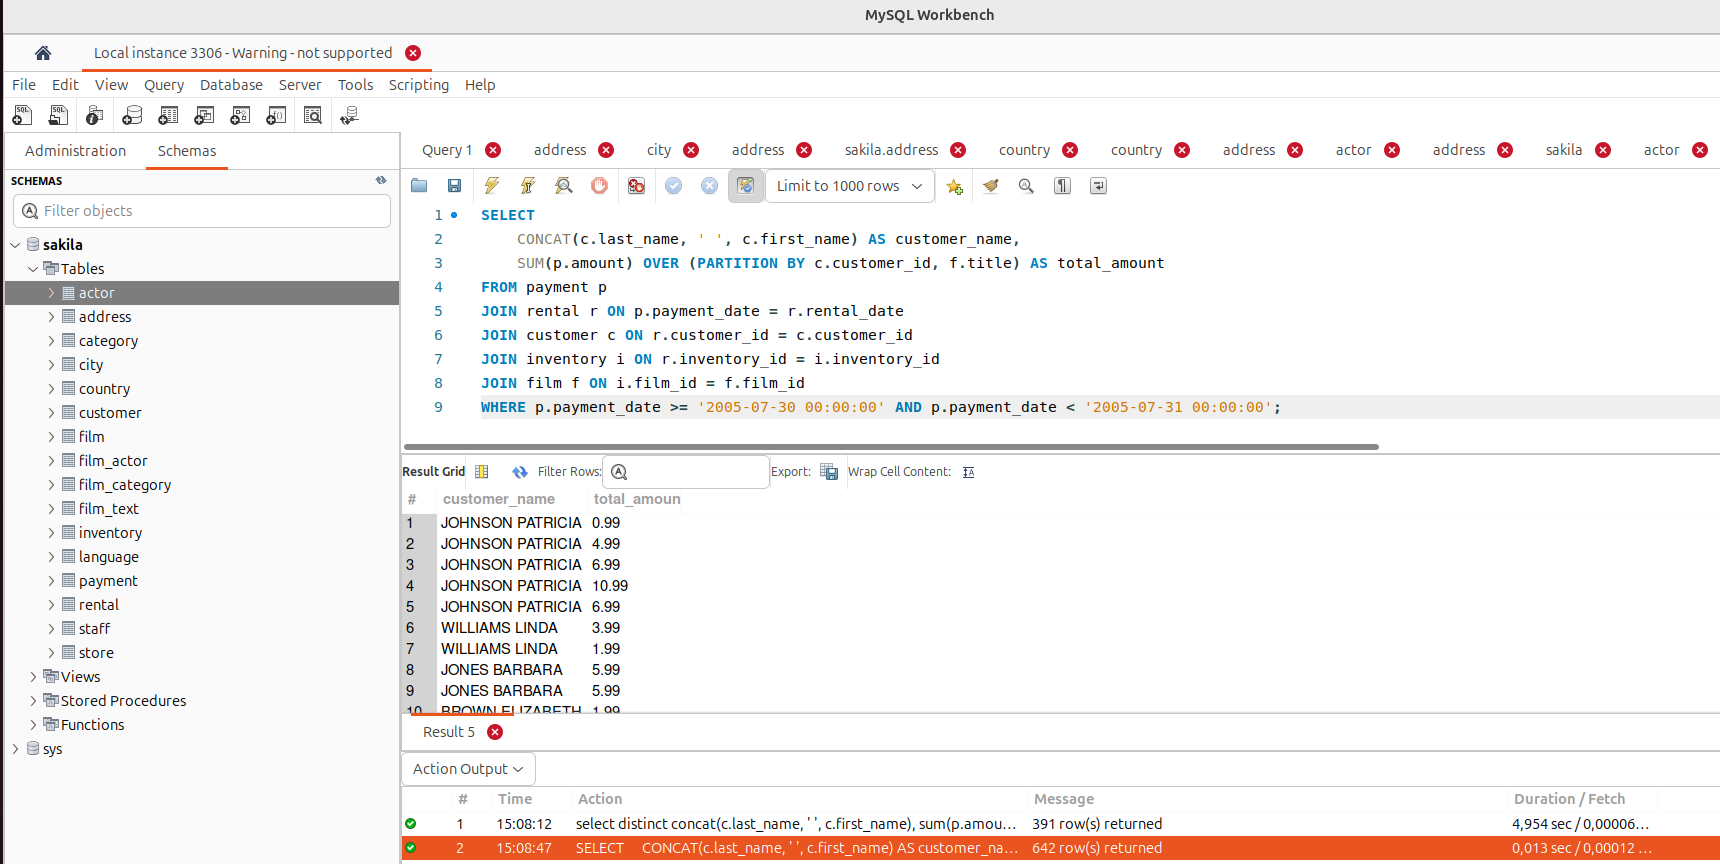 MySQL Workbench
Local instance 3306 - Warning - not supported
File Edit View Query Database Server Tools Scripting Help
Administration Schemas
Query 1 address city address sakila.address country country address actor address sakila actor
SCHEMAS
Filter objects
sakila
Tables
actor
address
category
city
country
customer
film
film_actor
film_category
film_text
inventory
language
payment
rental
staff
store
Views
Stored Procedures
Functions
sys
Limit to 1000 rows
1 SELECT
2 CONCAT(c.last_name, ' ', c.first_name) AS customer_name,
3 SUM(p.amount) OVER (PARTITION BY c.customer_id, f.title) AS total_amount
4 FROM payment p
5 JOIN rental r ON p.payment_date = r.rental_date
6 JOIN customer c ON r.customer_id = c.customer_id
7 JOIN inventory i ON r.inventory_id = i.inventory_id
8 JOIN film f ON i.film_id = f.film_id
9 WHERE p.payment_date >= '2005-07-30 00:00:00' AND p.payment_date < '2005-07-31 00:00:00';
Result Grid Filter Rows: Export: Wrap Cell Content:
# customer_name total_amoun
1 JOHNSON PATRICIA 0.99
2 JOHNSON PATRICIA 4.99
3 JOHNSON PATRICIA 6.99
4 JOHNSON PATRICIA 10.99
5 JOHNSON PATRICIA 6.99
6 WILLIAMS LINDA 3.99
7 WILLIAMS LINDA 1.99
8 JONES BARBARA 5.99
9 JONES BARBARA 5.99
10 BROWN ELIZABETH 1.99
Result 5
Action Output
# Time Action Message Duration / Fetch
1 15:08:12 select distinct concat(c.last_name, ' ', c.first_name), sum(p.amou... 391 row(s) returned 4,954 sec / 0,00006...
2 15:08:47 SELECT CONCAT(c.last_name, ' ', c.first_name) AS customer_na... 642 row(s) returned 0,013 sec / 0,00012 ...